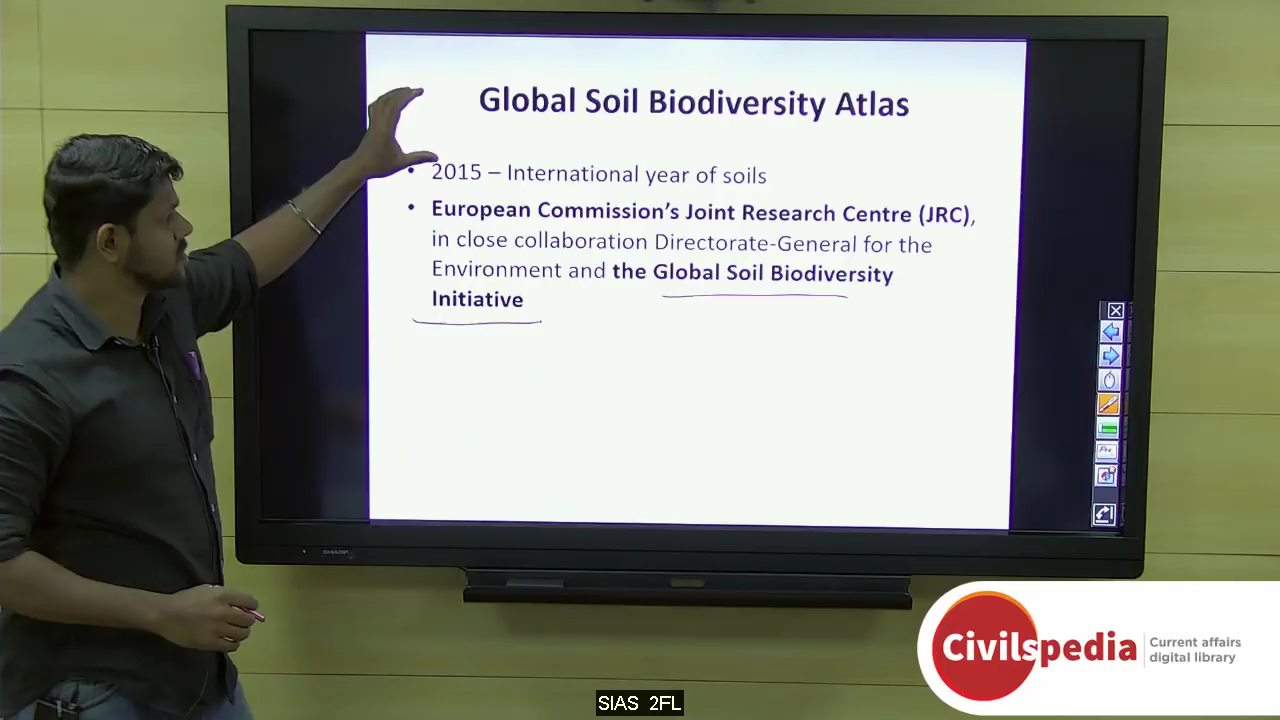 Global Soil Biodiversity Atlas
• 2015 – International year of soils
• European Commission's Joint Research Centre (JRC),
in close collaboration Directorate-General for the
Environment and the Global Soil Biodiversity
Initiative
SHARP
Civilspedia
Current affairs
digital library
SIAS 2FL